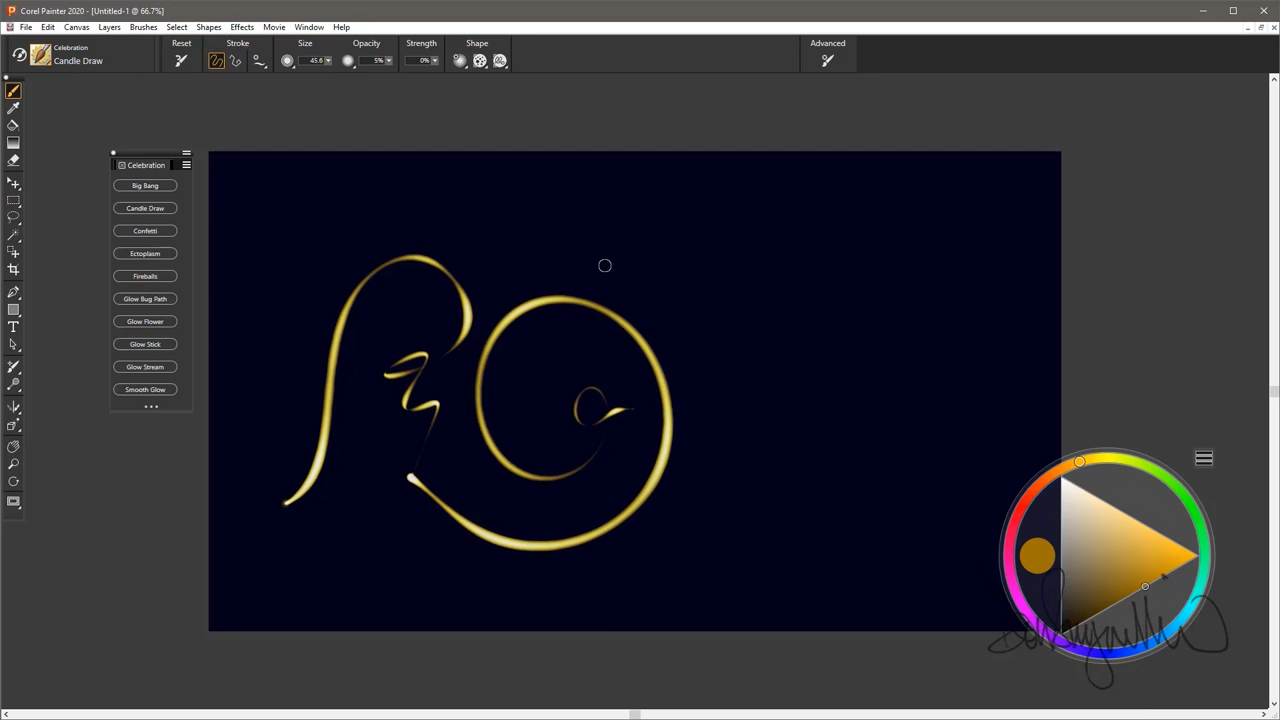 Corel Painter 2020 - [Untitled-1 @ 66.7%]
File Edit Canvas Layers Brushes Select Shapes Effects Movie Window Help
Celebration
Candle Draw
Reset Stroke Size Opacity Strength Shape Advanced
45.6 5% 0%
Celebration
Big Bang
Candle Draw
Confetti
Ectoplasm
Fireballs
Glow Bug Path
Glow Flower
Glow Stick
Glow Stream
Smooth Glow